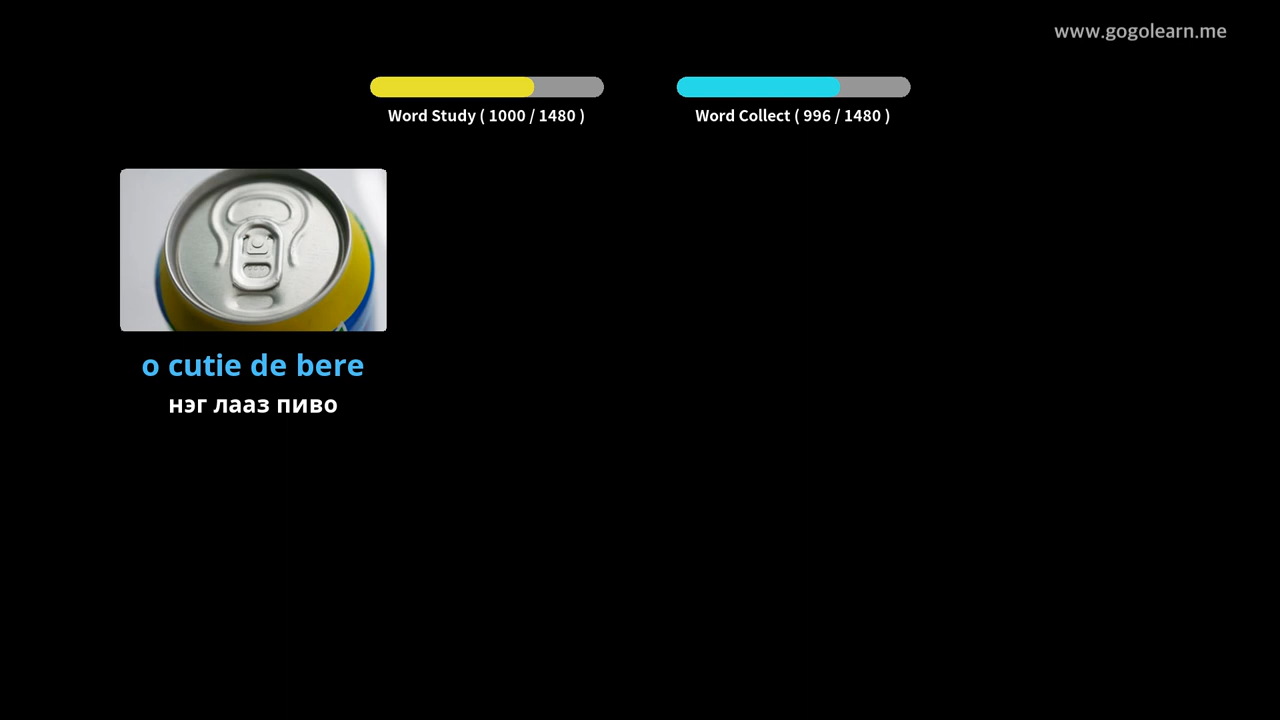 www.gogolearn.me
Word Study ( 1000 / 1480 )
Word Collect ( 996 / 1480 )
o cutie de bere
нэг лааз пиво